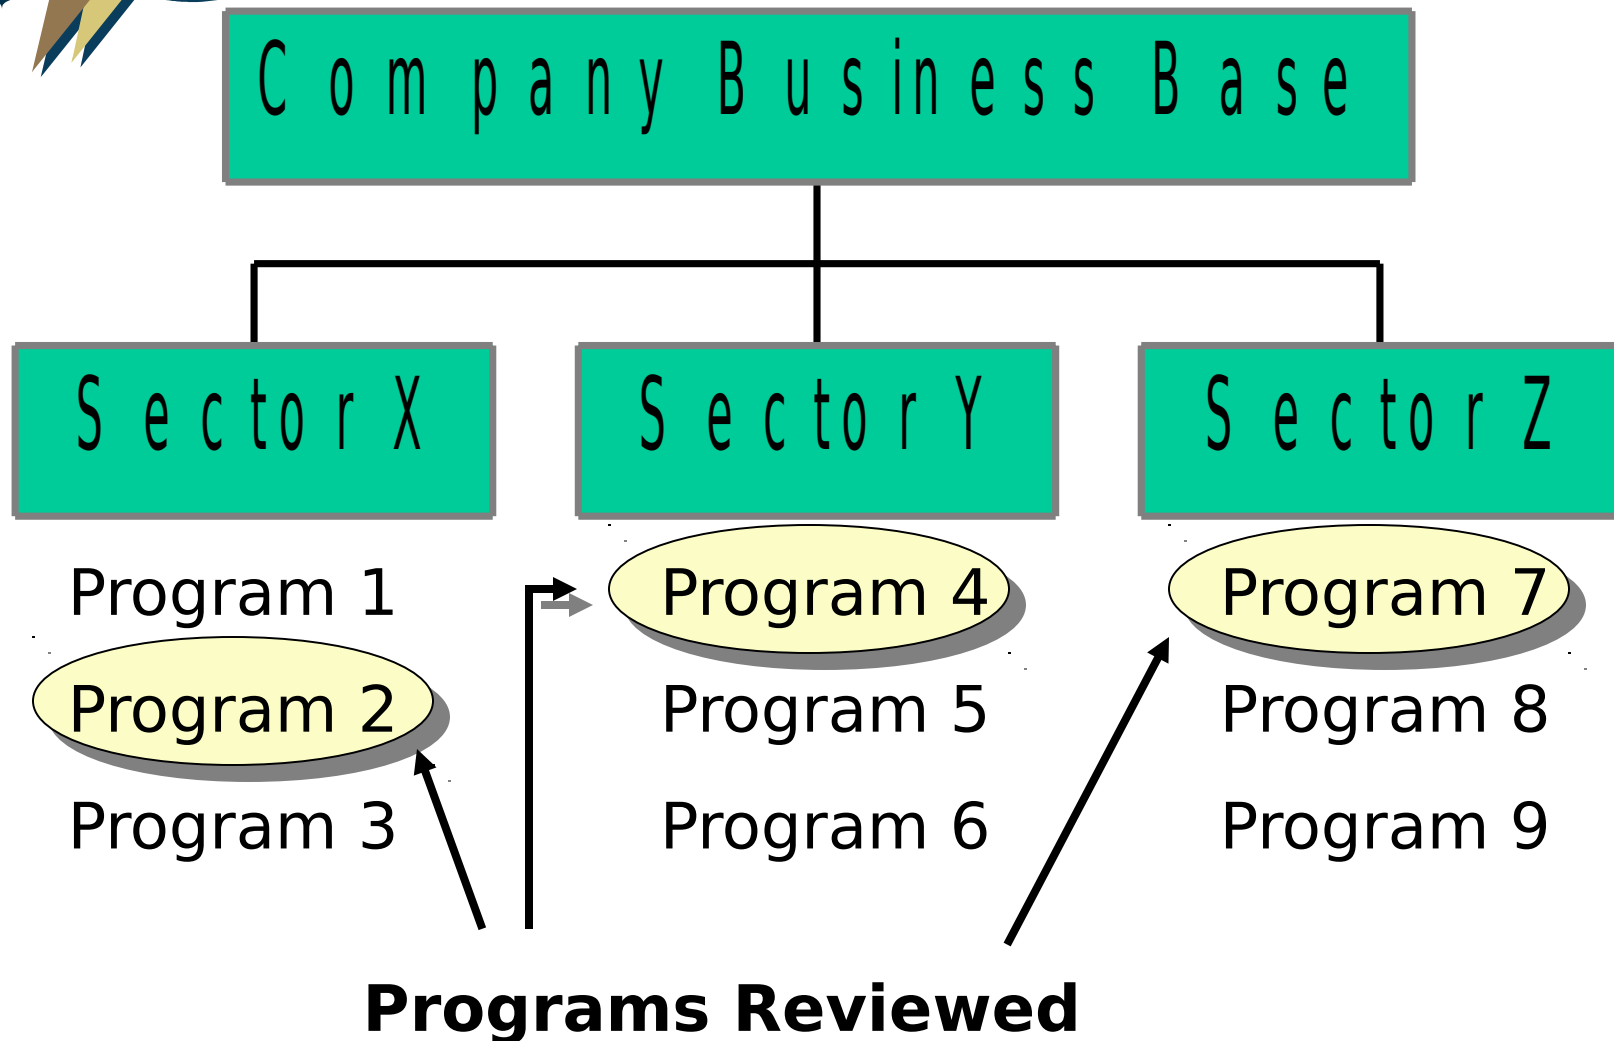 Company Business Base
Sector X
Sector Y
Sector Z
Program 1
Program 2
Program 3
Program 4
Program 5
Program 6
Program 7
Program 8
Program 9
Programs Reviewed